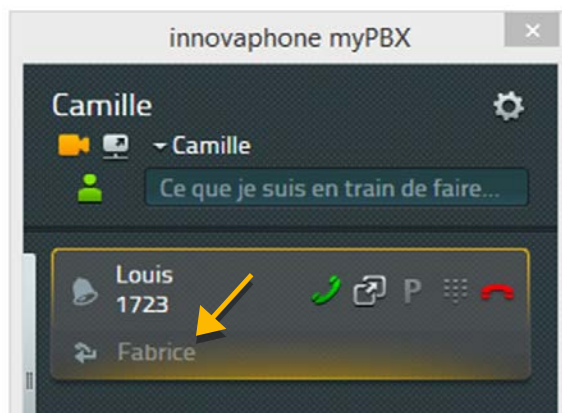 innovaphone myPBX
Camille
Camille
Ce que je suis en train de faire...
Louis
1723
P
Fabrice